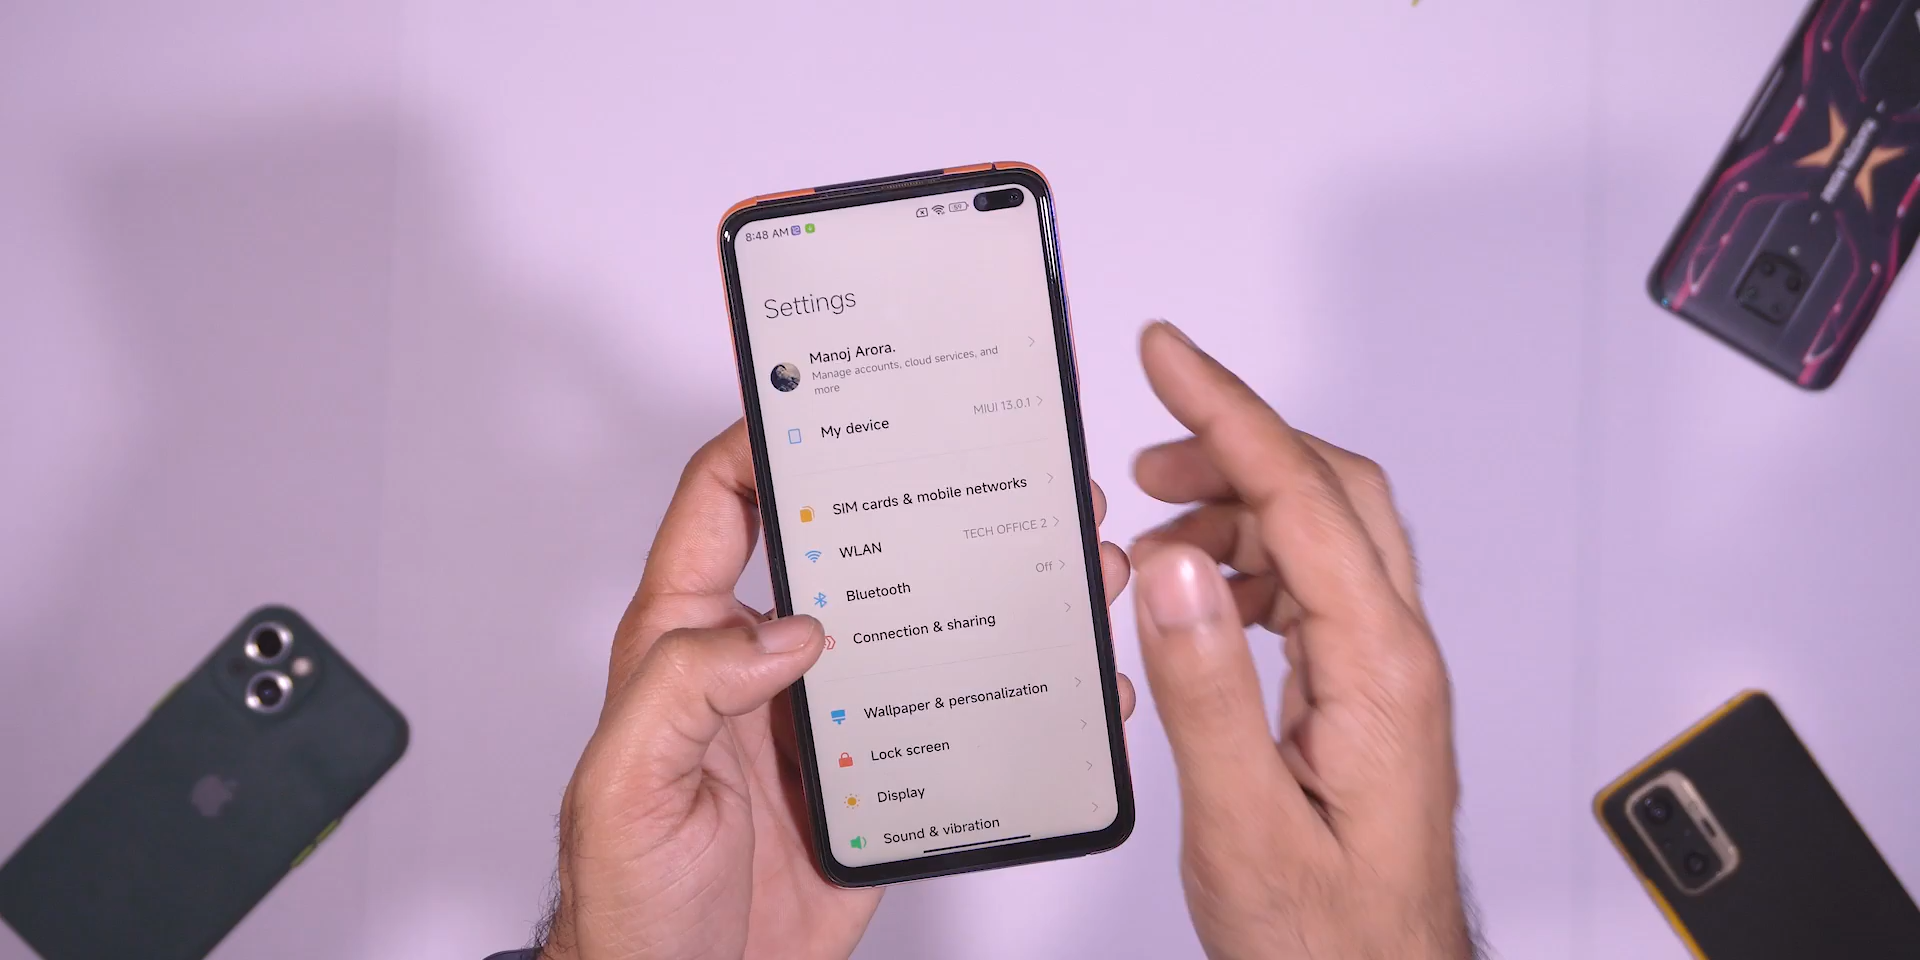 8:48 AM
59
Settings
Manoj Arora.
Manage accounts, cloud services, and
more
My device
MIUI 13.0.1
SIM cards & mobile networks
WLAN
TECH OFFICE 2
Bluetooth
Off
Connection & sharing
Wallpaper & personalization
Lock screen
Display
Sound & vibration